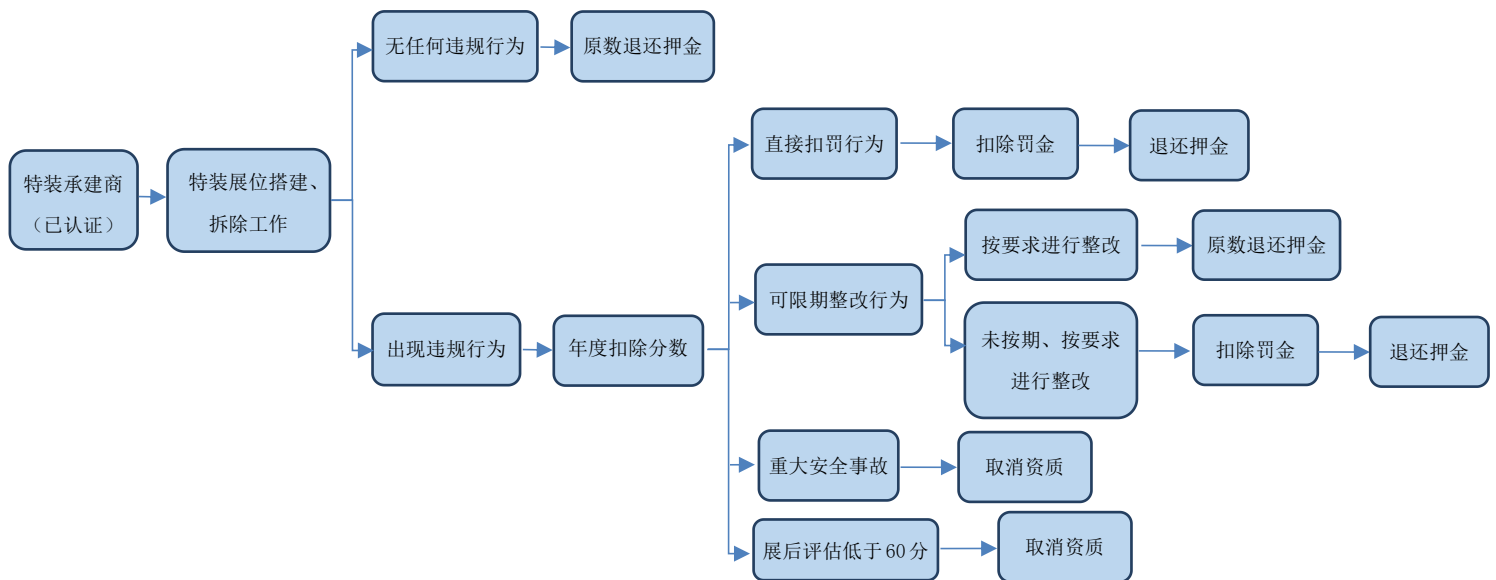 无任何违规行为
原数退还押金
特装承建商
（已认证）
特装展位搭建、
拆除工作
出现违规行为
年度扣除分数
直接扣罚行为
扣除罚金
退还押金
可限期整改行为
按要求进行整改
原数退还押金
未按期、按要求
进行整改
扣除罚金
退还押金
重大安全事故
取消资质
展后评估低于60分
取消资质